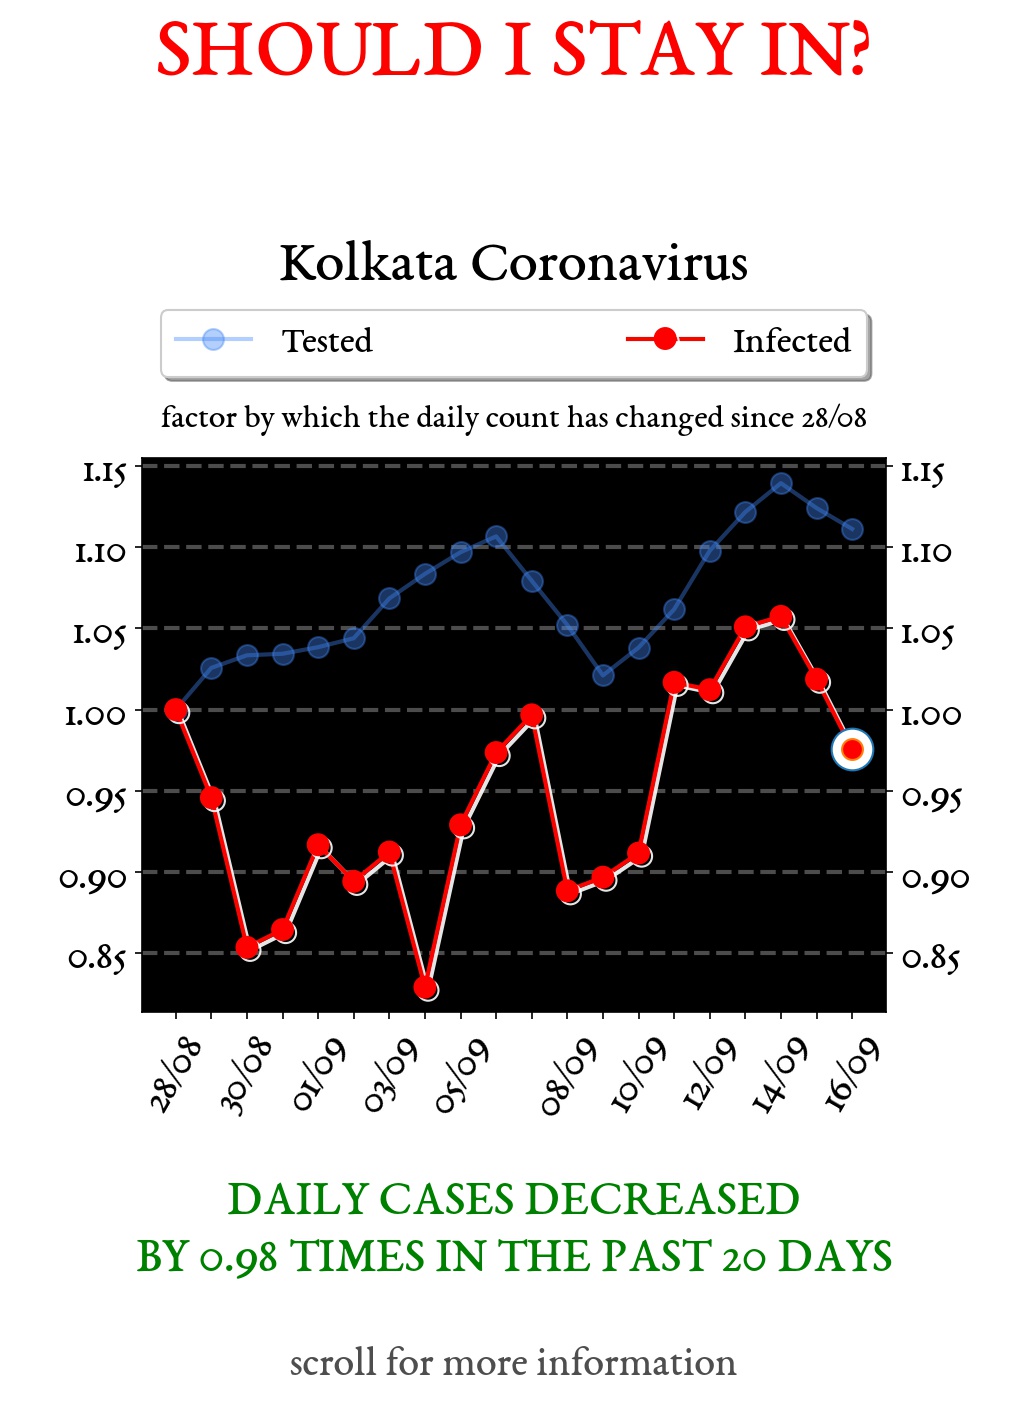 SHOULD I STAY IN?
Kolkata Coronavirus
Tested Infected
factor by which the daily count has changed since 28/08
1.15 1.15
1.10 1.10
1.05 1.05
1.00 1.00
0.95 0.95
0.90 0.90
0.85 0.85
28/08 30/08 01/09 03/09 05/09 08/09 10/09 12/09 14/09 16/09
DAILY CASES DECREASED
BY 0.98 TIMES IN THE PAST 20 DAYS
scroll for more information